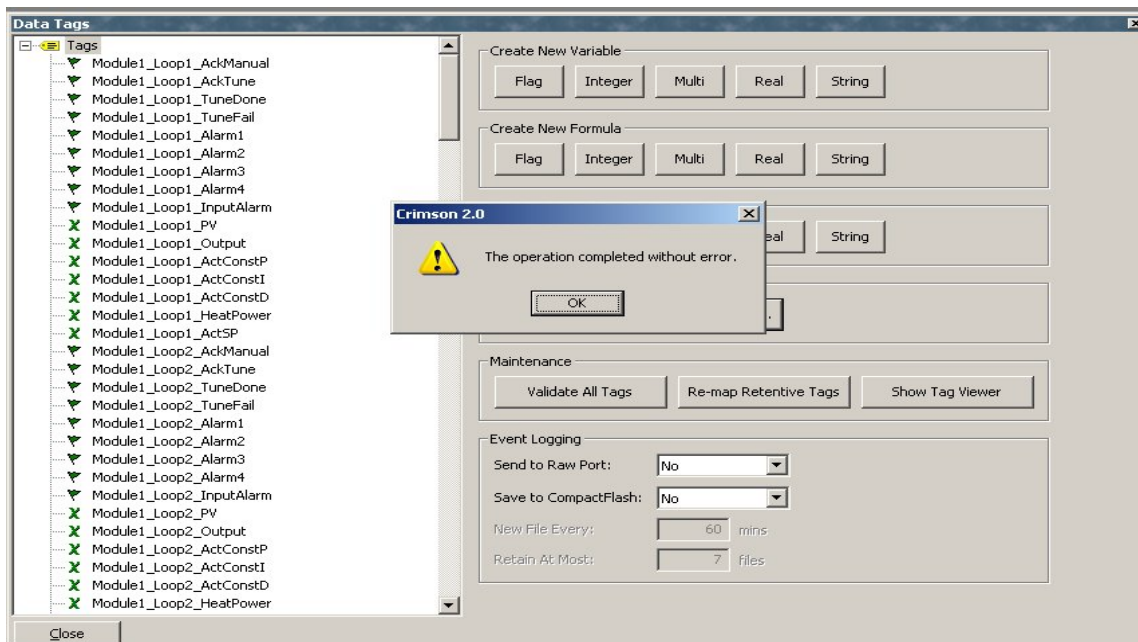 Data Tags
Tags
Module1_Loop1_AckManual
Module1_Loop1_AckTune
Module1_Loop1_TuneDone
Module1_Loop1_TuneFail
Module1_Loop1_Alarm1
Module1_Loop1_Alarm2
Module1_Loop1_Alarm3
Module1_Loop1_Alarm4
Module1_Loop1_InputAlarm
Module1_Loop1_PV
Module1_Loop1_Output
Module1_Loop1_ActConstP
Module1_Loop1_ActConstI
Module1_Loop1_ActConstD
Module1_Loop1_HeatPower
Module1_Loop1_ActSP
Module1_Loop2_AckManual
Module1_Loop2_AckTune
Module1_Loop2_TuneDone
Module1_Loop2_TuneFail
Module1_Loop2_Alarm1
Module1_Loop2_Alarm2
Module1_Loop2_Alarm3
Module1_Loop2_Alarm4
Module1_Loop2_InputAlarm
Module1_Loop2_PV
Module1_Loop2_Output
Module1_Loop2_ActConstP
Module1_Loop2_ActConstI
Module1_Loop2_ActConstD
Module1_Loop2_HeatPower
Close
Create New Variable
Flag Integer Multi Real String
Create New Formula
Flag Integer Multi Real String
String
Crimson 2.0
The operation completed without error.
OK
Maintenance
Validate All Tags Re-map Retentive Tags Show Tag Viewer
Event Logging
Send to Raw Port: No
Save to CompactFlash: No
New File Every: 60 mins
Retain At Most: 7 files